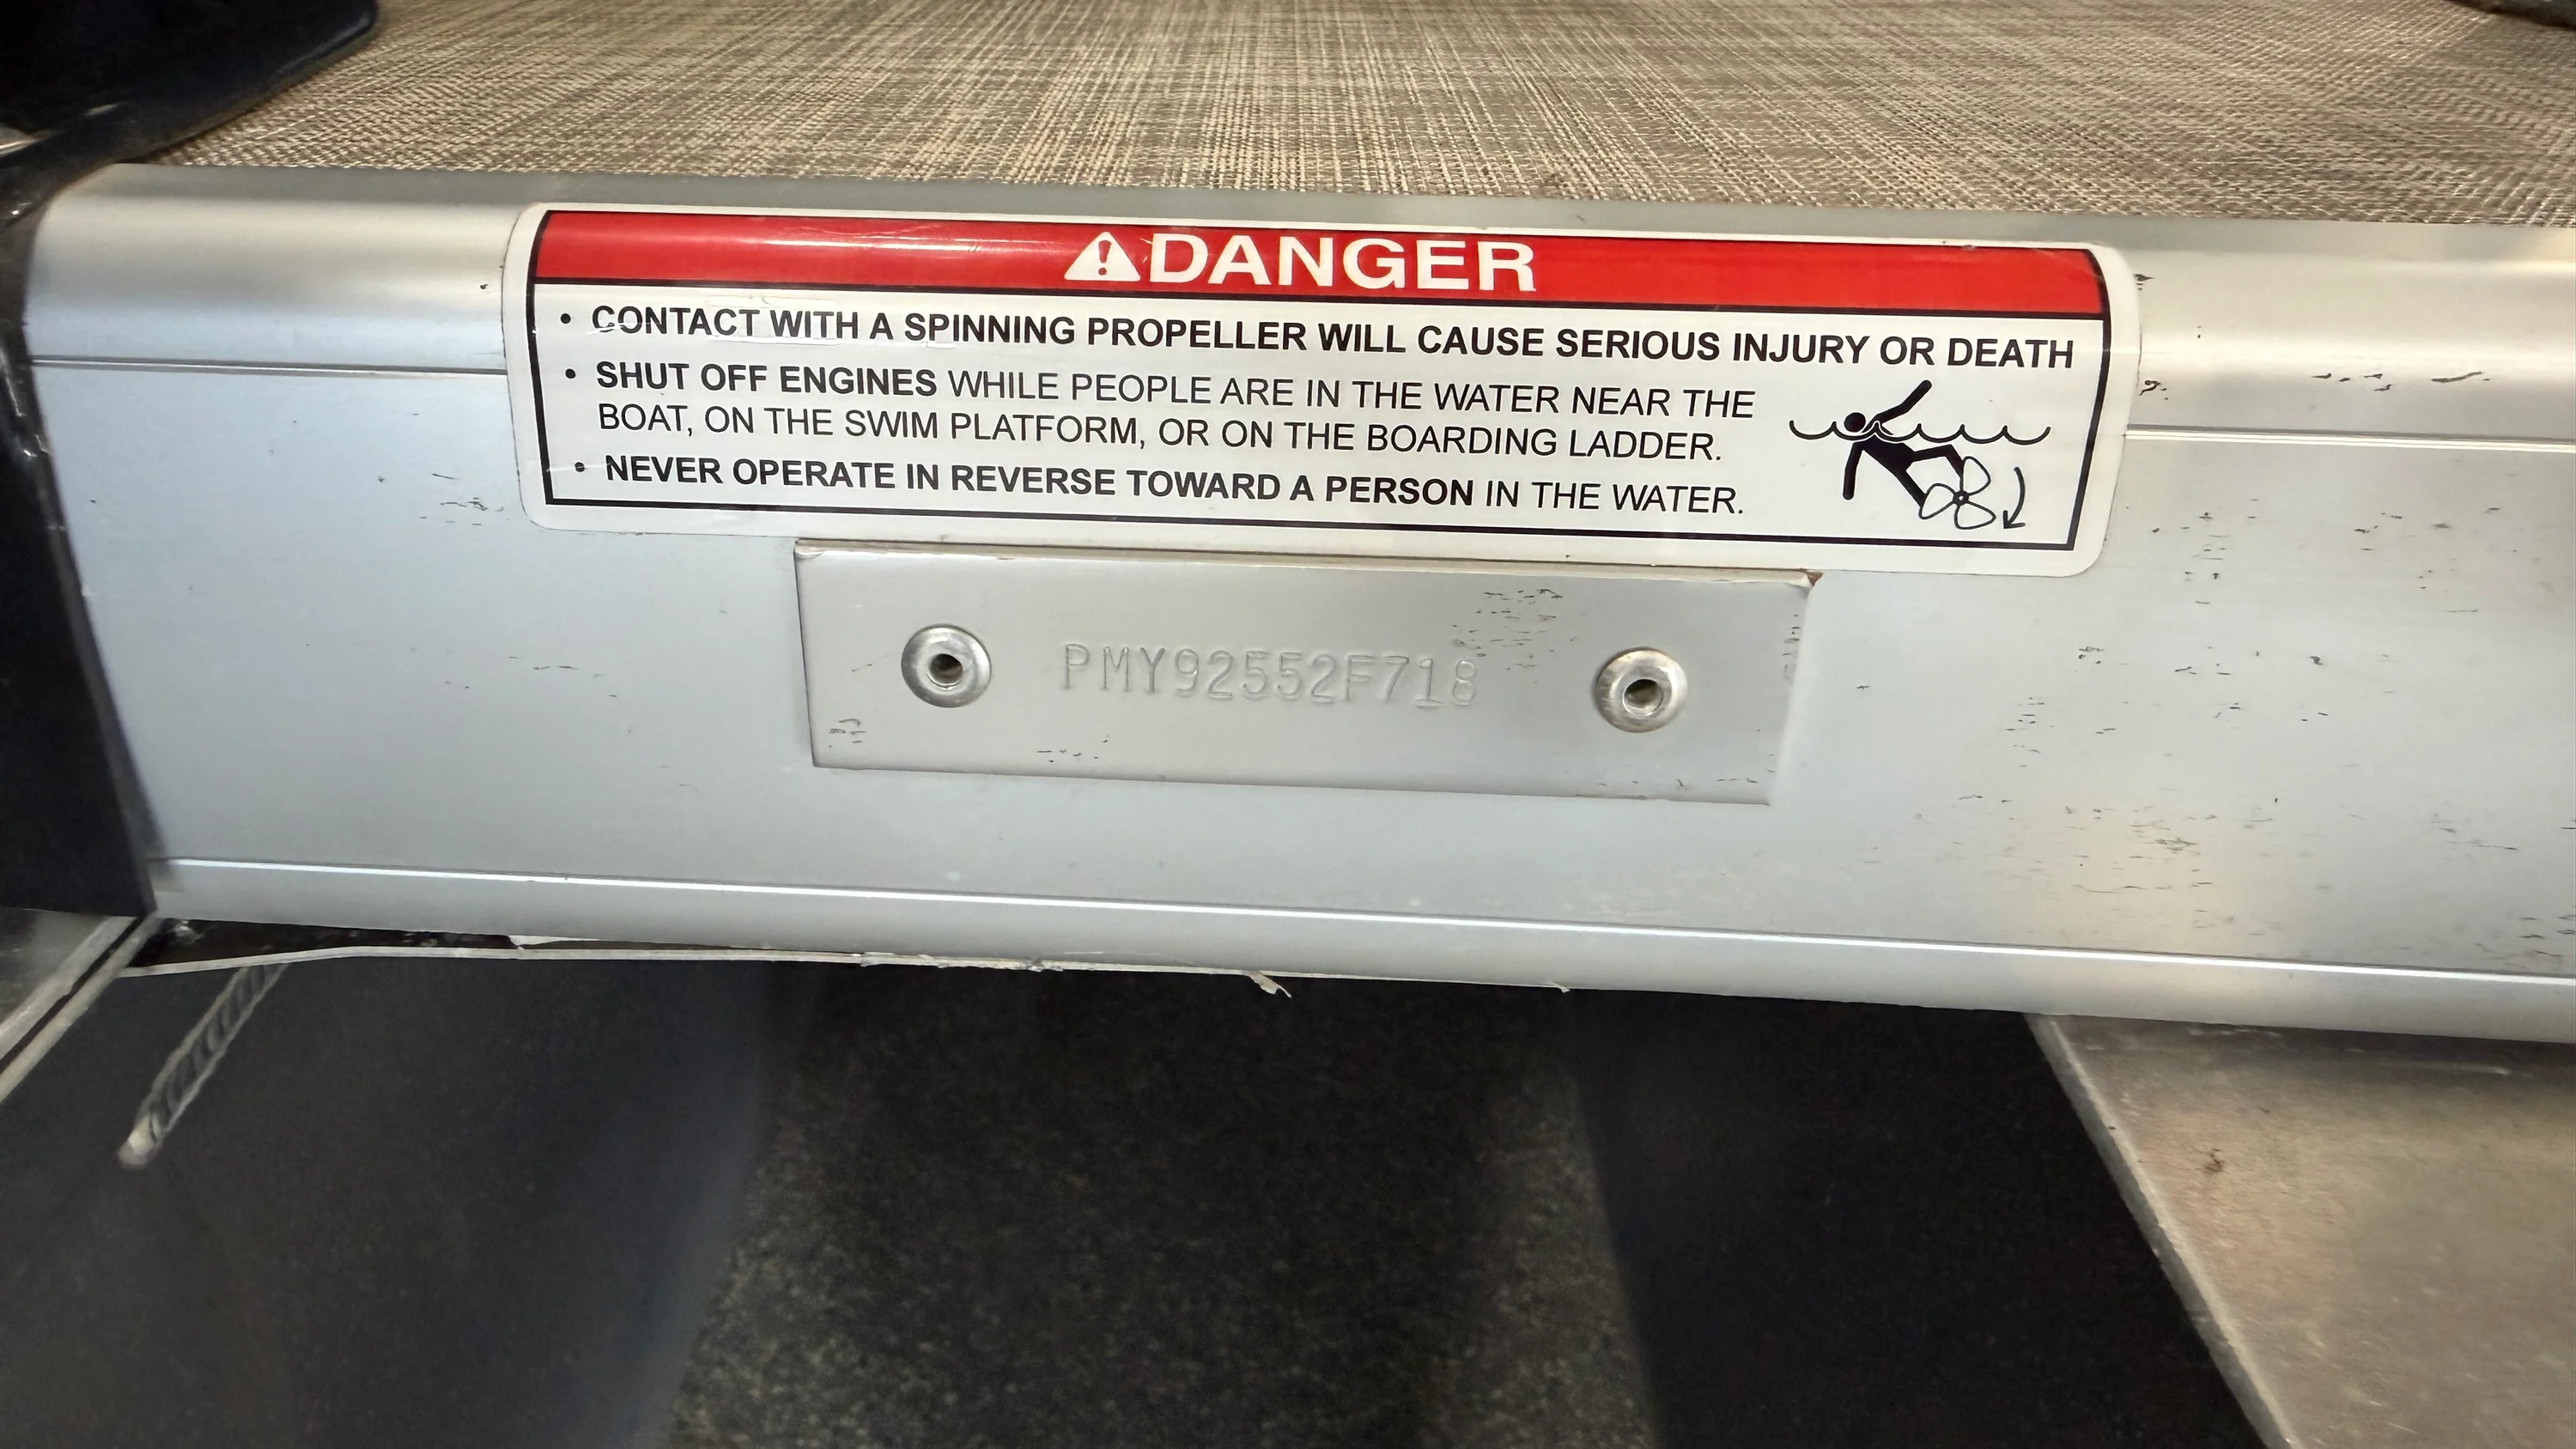 DANGER
• CONTACT WITH A SPINNING PROPELLER WILL CAUSE SERIOUS INJURY OR DEATH
• SHUT OFF ENGINES WHILE PEOPLE ARE IN THE WATER NEAR THE
BOAT, ON THE SWIM PLATFORM, OR ON THE BOARDING LADDER.
• NEVER OPERATE IN REVERSE TOWARD A PERSON IN THE WATER.
PMY92552F718